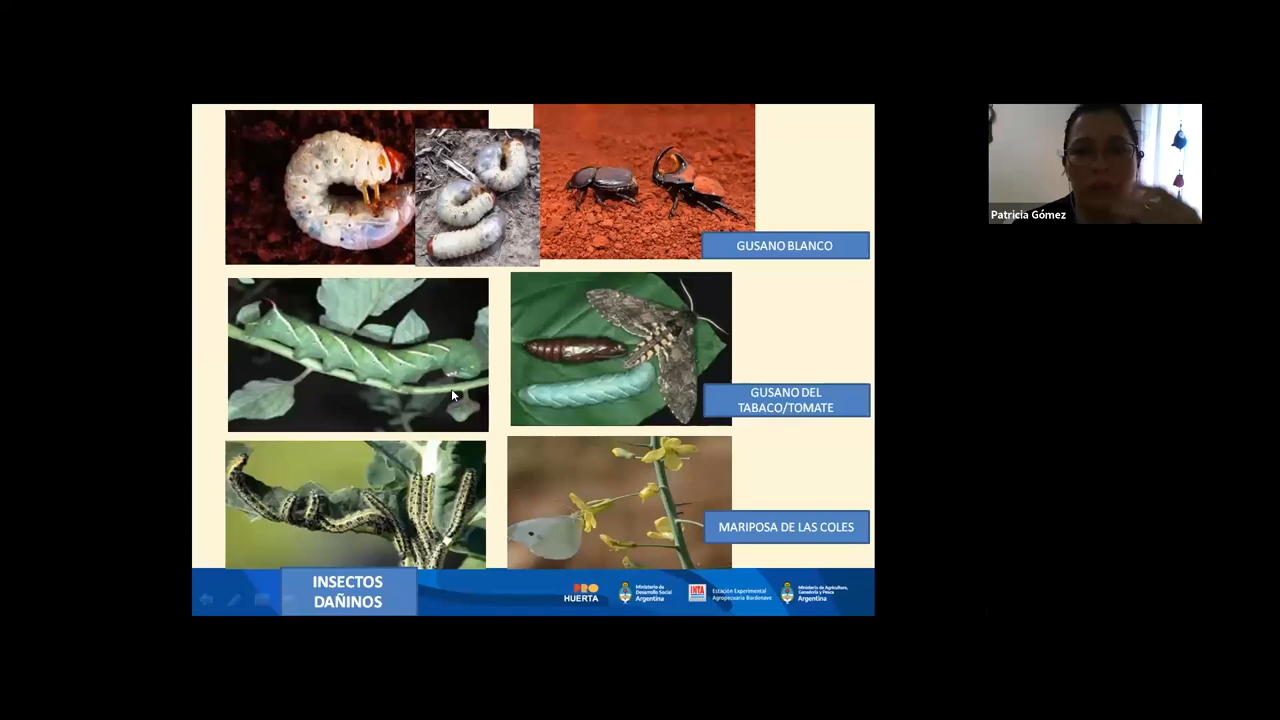 Patricia Gómez
GUSANO BLANCO
GUSANO DEL
TABACO/TOMATE
MARIPOSA DE LAS COLES
INSECTOS
DAÑINOS
PRO
HUERTA
Ministerio de
Desarrollo Social
Argentina
INTA
Estación Experimental
Agropecuaria Bordenave
Ministerio de Agricultura,
Ganadería y Pesca
Argentina